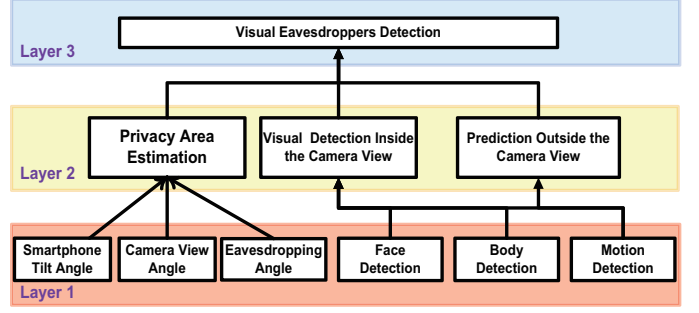 Visual Eavesdroppers Detection
Layer 3
Privacy Area
Estimation
Visual Detection Inside
the Camera View
Prediction Outside the
Camera View
Layer 2
Smartphone
Tilt Angle
Camera View
Angle
Eavesdropping
Angle
Face
Detection
Body
Detection
Motion
Detection
Layer 1